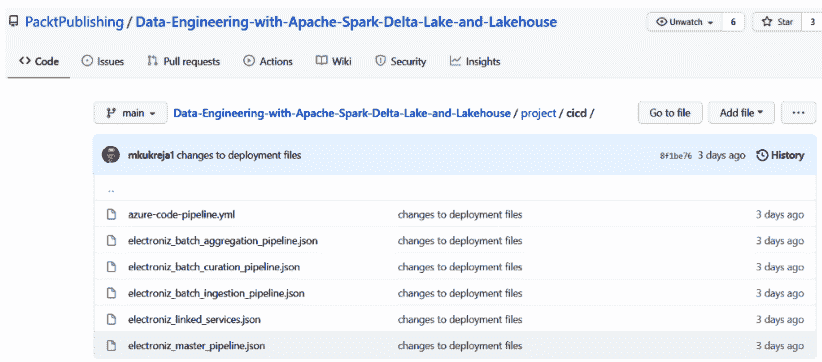 PacktPublishing / Data-Engineering-with-Apache-Spark-Delta-Lake-and-Lakehouse Unwatch 6 Star 3
Code Issues Pull requests Actions Wiki Security Insights
main Data-Engineering-with-Apache-Spark-Delta-Lake-and-Lakehouse / project / cicd / Go to file Add file ...
mkukreja1 changes to deployment files 8f1be76 3 days ago History
..
azure-code-pipeline.yml changes to deployment files 3 days ago
electroniz_batch_aggregation_pipeline.json changes to deployment files 3 days ago
electroniz_batch_curation_pipeline.json changes to deployment files 3 days ago
electroniz_batch_ingestion_pipeline.json changes to deployment files 3 days ago
electroniz_linked_services.json changes to deployment files 3 days ago
electroniz_master_pipeline.json changes to deployment files 3 days ago